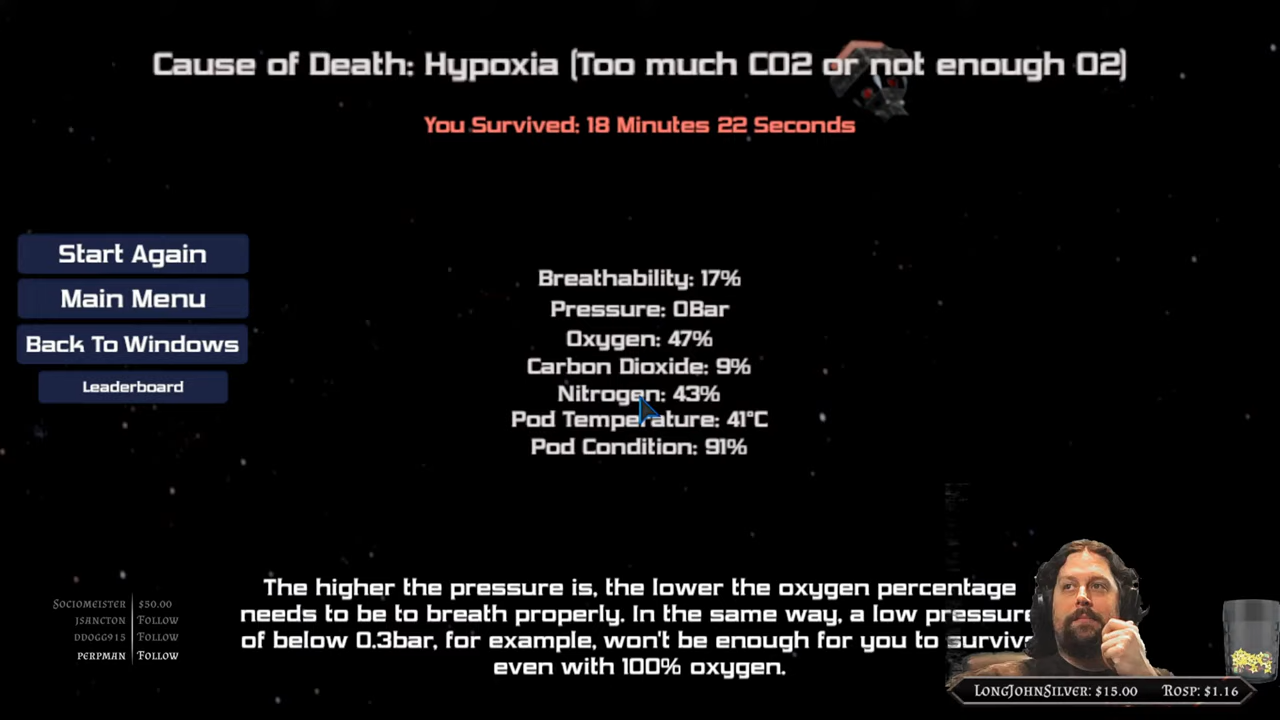 Cause of Death: Hypoxia (Too much CO2 or not enough O2)
You Survived: 18 Minutes 22 Seconds
Start Again
Main Menu
Back To Windows
Leaderboard
Breathability: 17%
Pressure: 0Bar
Oxygen: 47%
Carbon Dioxide: 9%
Nitrogen: 43%
Pod Temperature: 41°C
Pod Condition: 91%
The higher the pressure is, the lower the oxygen percentage
needs to be to breath properly. In the same way, a low pressure
of below 0.3bar, for example, won't be enough for you to surviv
even with 100% oxygen.
Sociomeister $50.00
jsancton Follow
ddogg915 Follow
perpman Follow
LongJohnSilver: $15.00 Rosp: $1.16